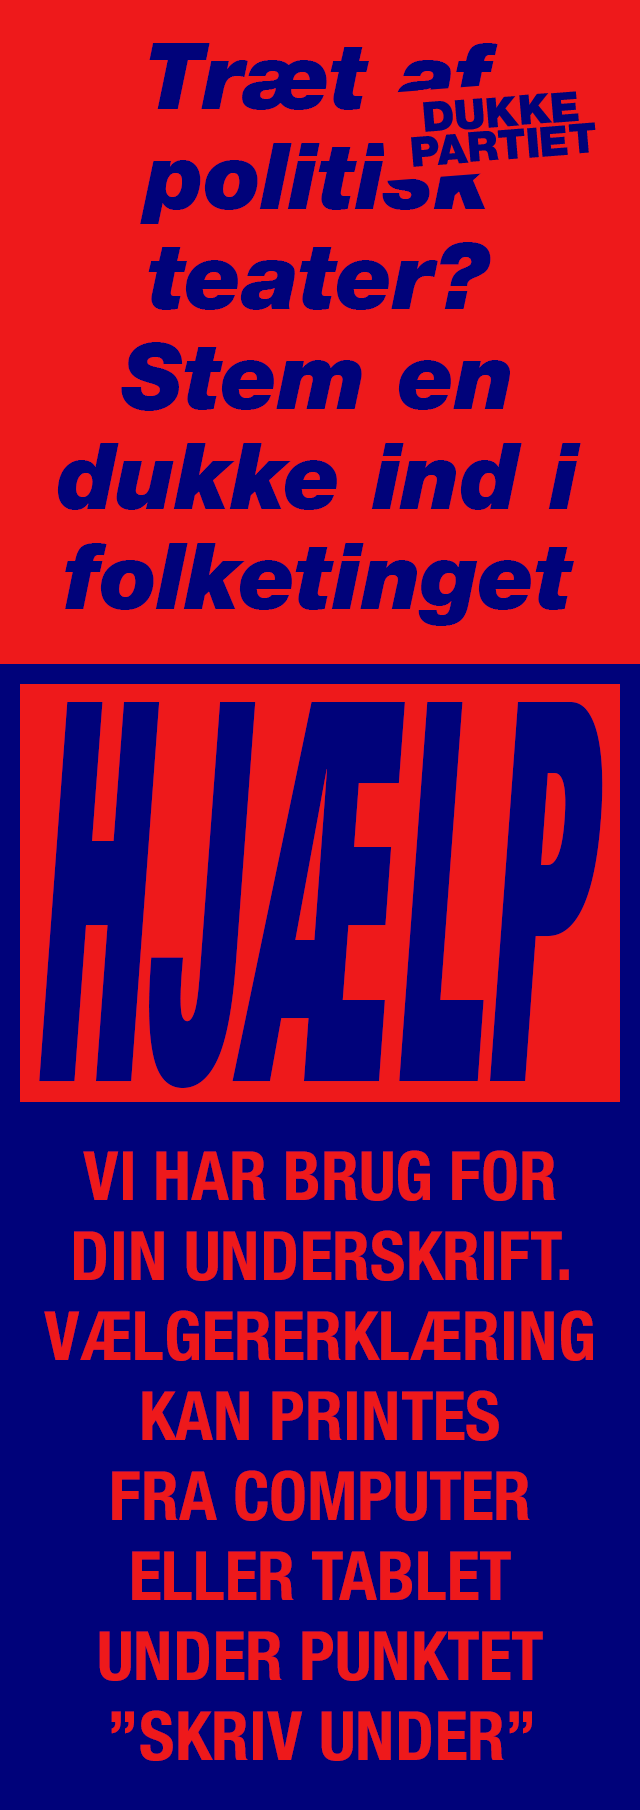 Træt af
DUKKE
PARTIET
politisk
teater?
Stem en
dukke ind i
folketinget
HJÆLP
VI HAR BRUG FOR
DIN UNDERSKRIFT.
VÆLGERERKLÆRING
KAN PRINTES
FRA COMPUTER
ELLER TABLET
UNDER PUNKTET
”SKRIV UNDER”